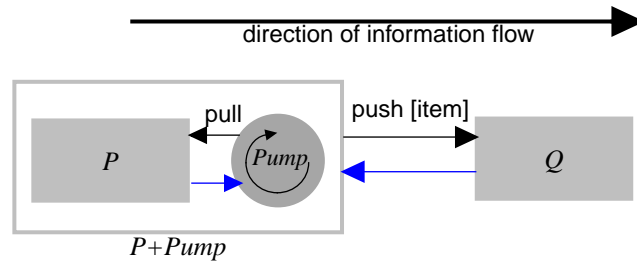 direction of information flow
pull
push [item]
P
Pump
Q
P+Pump